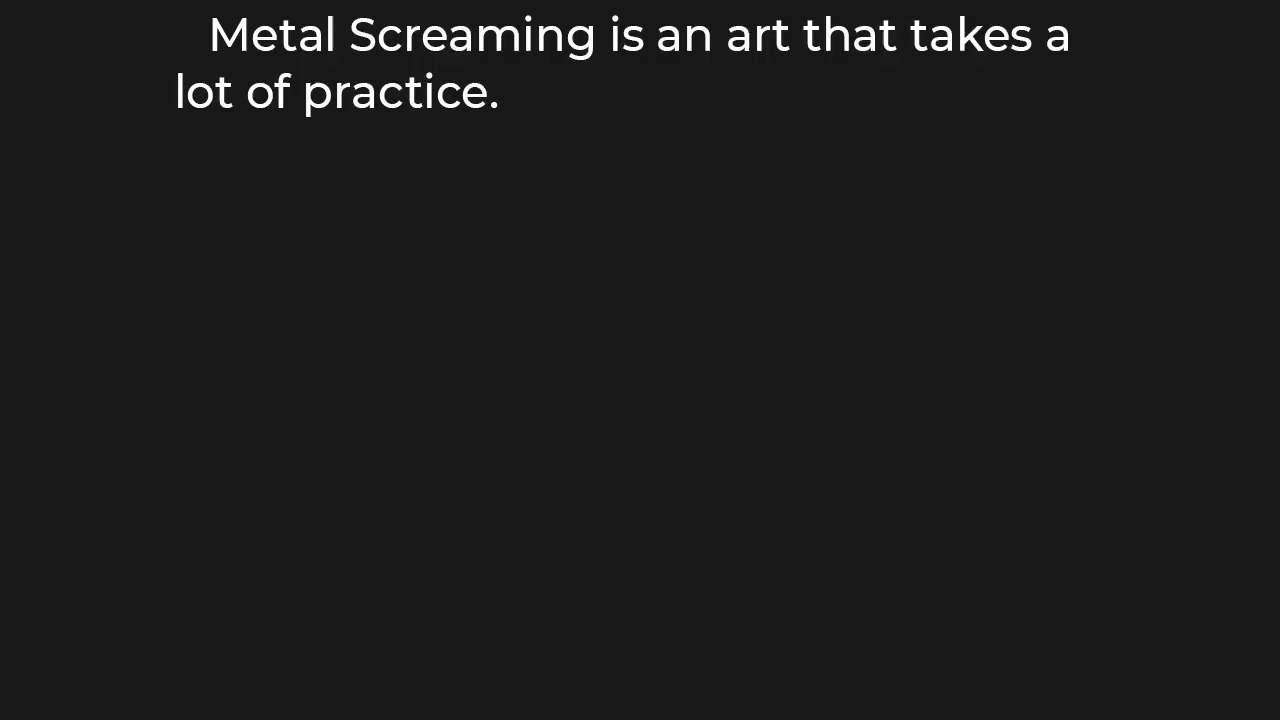 Metal Screaming is an art that takes a
lot of practice.